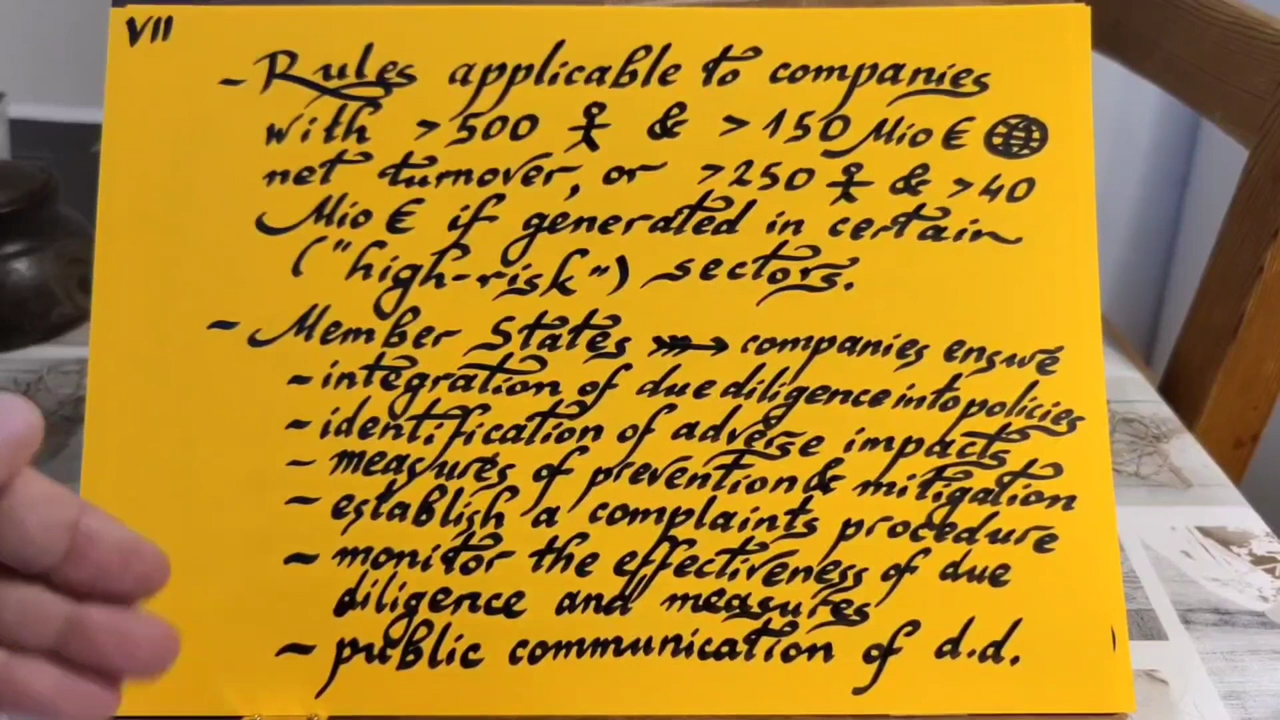 VII
- Rules applicable to companies
with >500 & >150 Mio €
net turnover, or >250 & >40
Mio € if generated in certain
("high-risk") sectors.
- Member States → companies ensure
- integration of due diligence into policies
- identification of adverse impacts
- measures of prevention & mitigation
- establish a complaints procedure
- monitor the effectiveness of due
diligence and measures
- public communication of d.d.